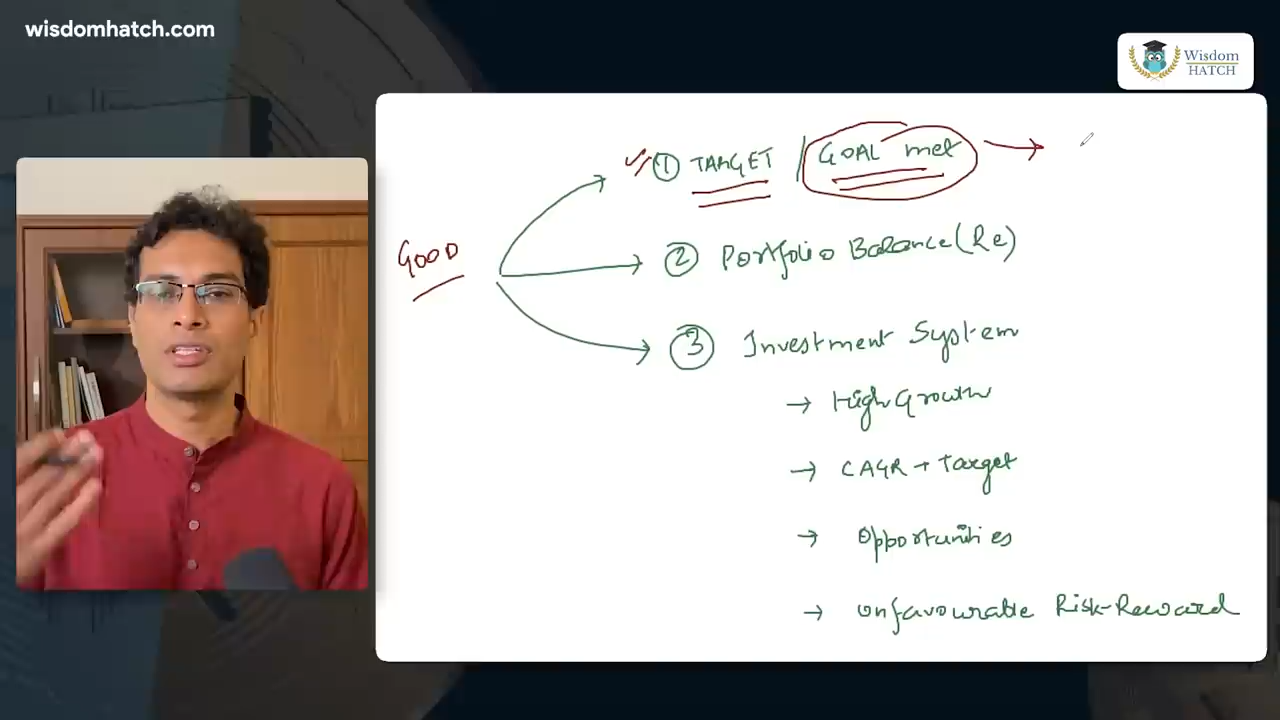 wisdomhatch.com
Wisdom
HATCH
① TARGET / GOAL met →
GOOD
② Portfolio Balance (Re)
③ Investment System
→ High Growth
→ CAGR + Target
→ Opportunities
→ Unfavourable Risk-Reward